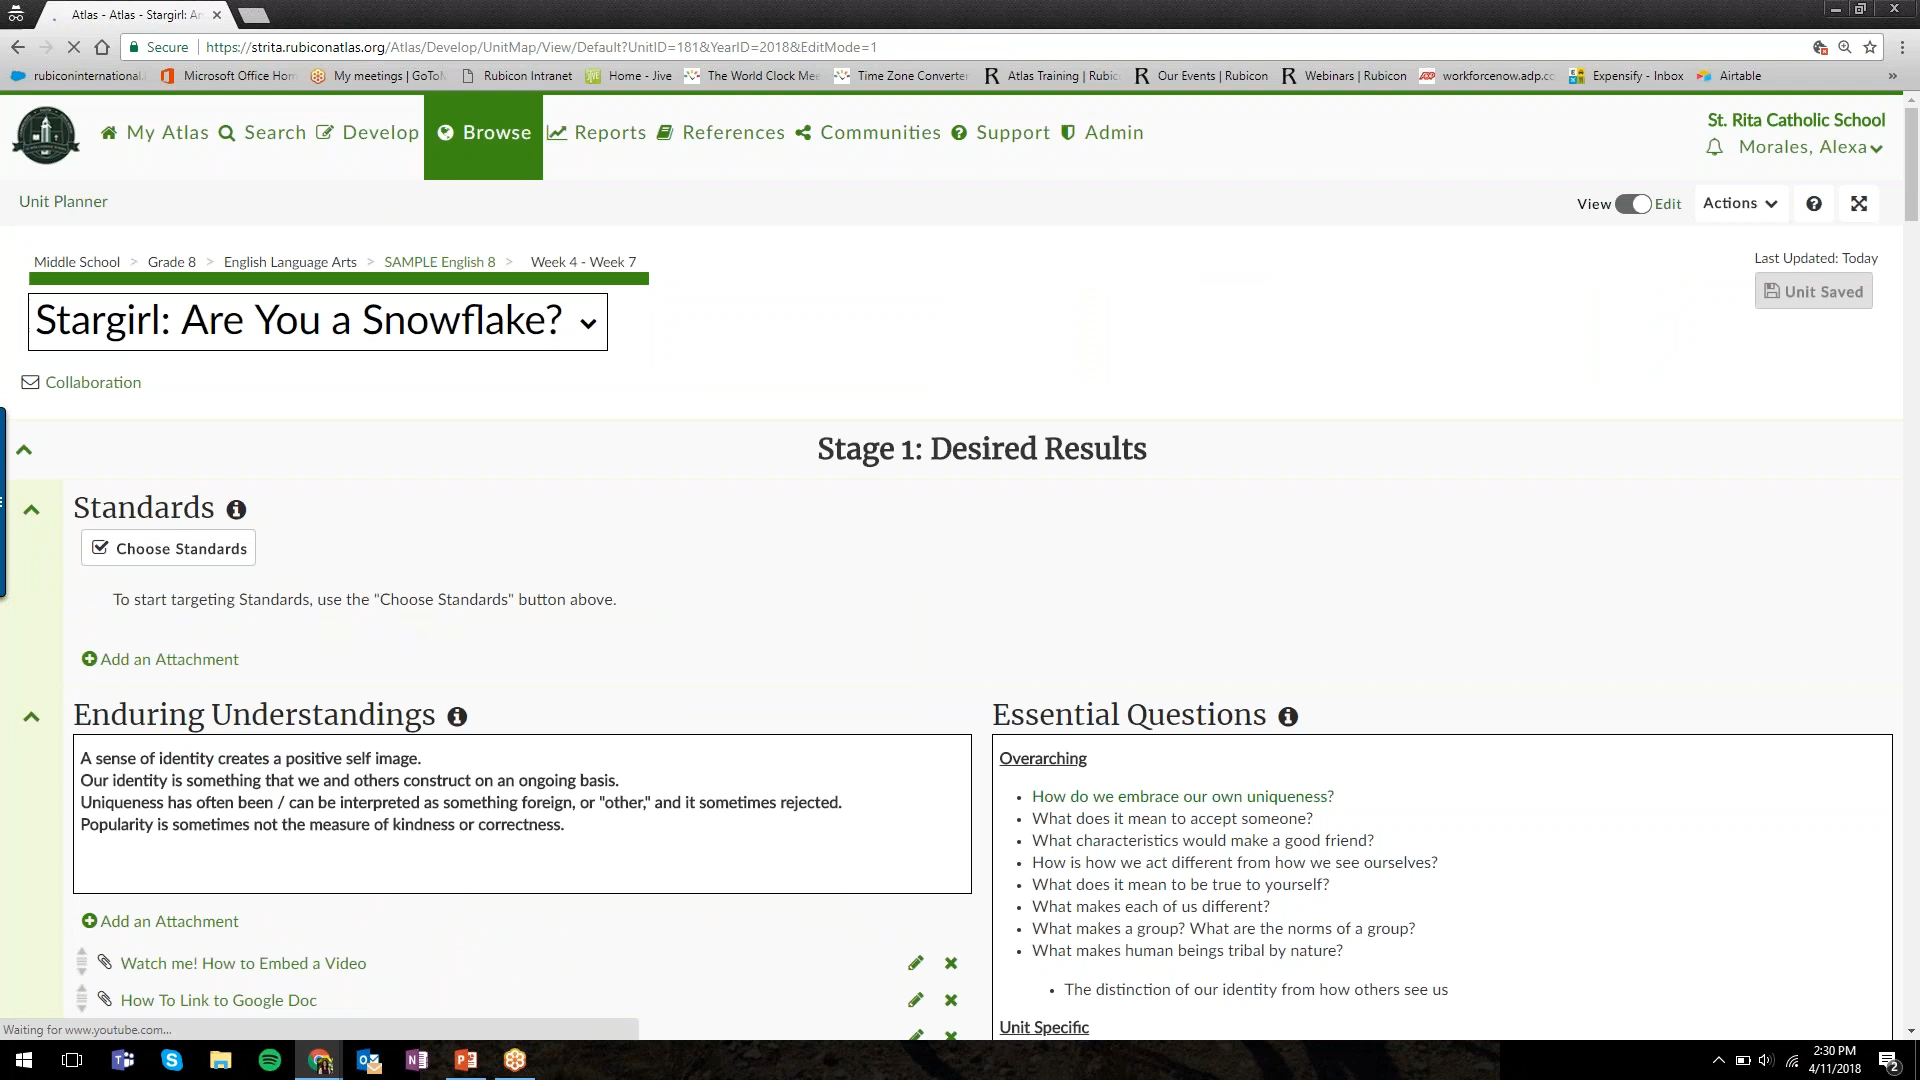 Atlas - Atlas - Stargirl: Ar
Secure https://strita.rubiconatlas.org/Atlas/Develop/UnitMap/View/Default?UnitID=181&YearID=2018&EditMode=1
rubiconinternational. Microsoft Office Hom My meetings | GoToM Rubicon Intranet Home - Jive The World Clock Mee Time Zone Converter Atlas Training | Rubic Our Events | Rubicon Webinars | Rubicon workforcenow.adp.cc Expensify - Inbox Airtable »
My Atlas Search Develop Browse Reports References Communities Support Admin
St. Rita Catholic School
Morales, Alexa
Unit Planner
View Edit Actions
Middle School > Grade 8 > English Language Arts > SAMPLE English 8 > Week 4 - Week 7
Last Updated: Today
Unit Saved
Stargirl: Are You a Snowflake?
Collaboration
Stage 1: Desired Results
Standards
Choose Standards
To start targeting Standards, use the "Choose Standards" button above.
Add an Attachment
Enduring Understandings
A sense of identity creates a positive self image.
Our identity is something that we and others construct on an ongoing basis.
Uniqueness has often been / can be interpreted as something foreign, or "other," and it sometimes rejected.
Popularity is sometimes not the measure of kindness or correctness.
Add an Attachment
Watch me! How to Embed a Video
How To Link to Google Doc
Essential Questions
Overarching
• How do we embrace our own uniqueness?
• What does it mean to accept someone?
• What characteristics would make a good friend?
• How is how we act different from how we see ourselves?
• What does it mean to be true to yourself?
• What makes each of us different?
• What makes a group? What are the norms of a group?
• What makes human beings tribal by nature?
• The distinction of our identity from how others see us
Unit Specific
Waiting for www.youtube.com...
2:30 PM
4/11/2018
2